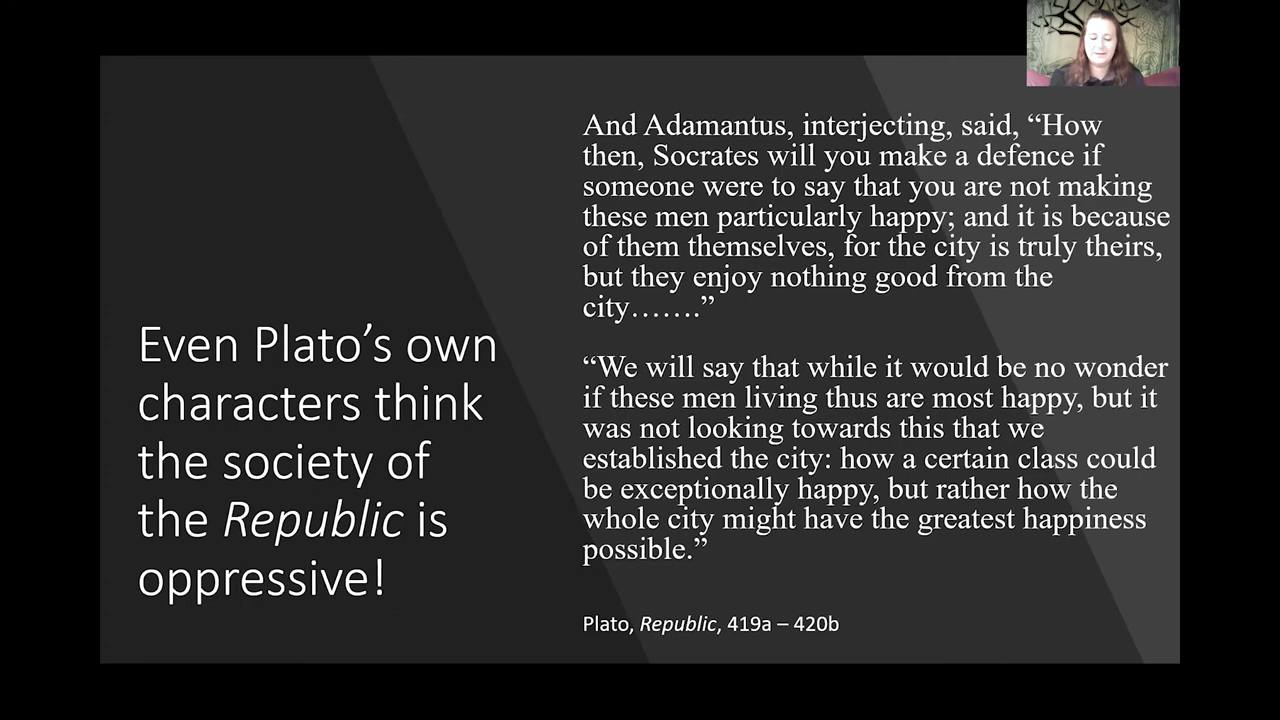 Even Plato’s own
characters think
the society of
the Republic is
oppressive!
And Adamantus, interjecting, said, “How
then, Socrates will you make a defence if
someone were to say that you are not making
these men particularly happy; and it is because
of them themselves, for the city is truly theirs,
but they enjoy nothing good from the
city…….”
“We will say that while it would be no wonder
if these men living thus are most happy, but it
was not looking towards this that we
established the city: how a certain class could
be exceptionally happy, but rather how the
whole city might have the greatest happiness
possible.”
Plato, Republic, 419a – 420b